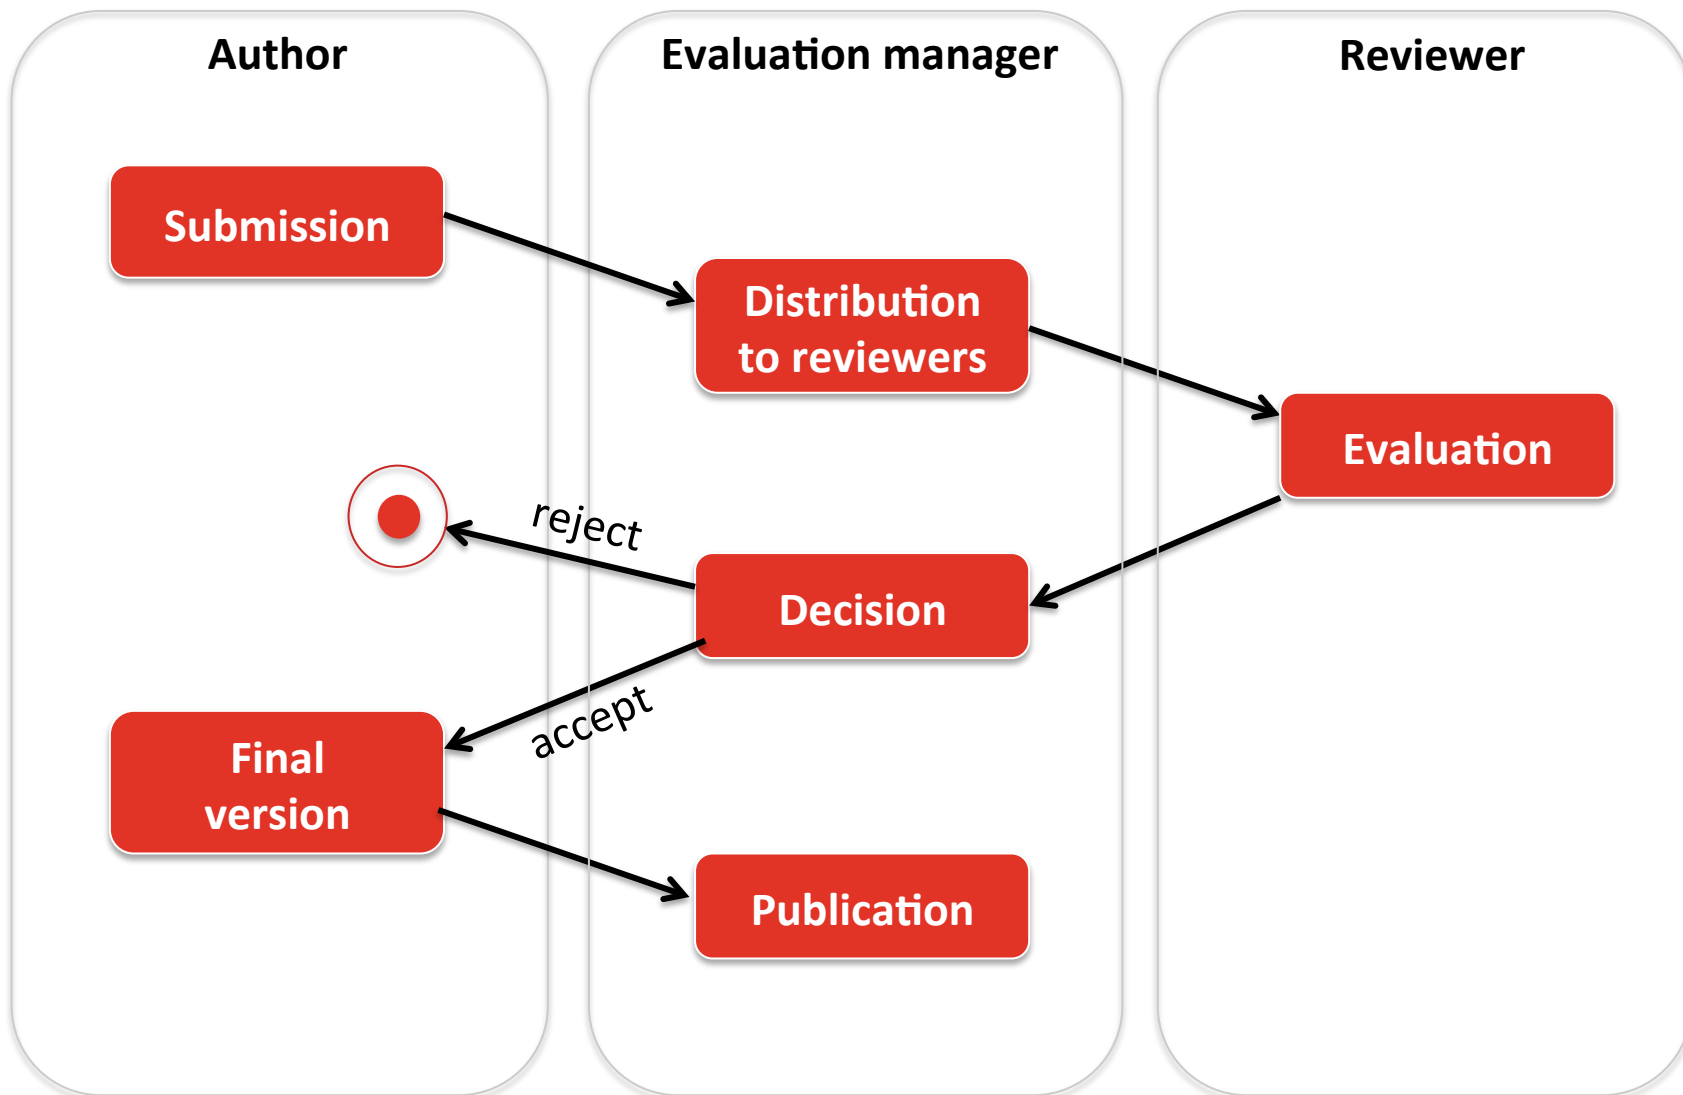 Author
Evaluation manager
Reviewer
Submission
Distribution
to reviewers
Evaluation
reject
Decision
accept
Final
version
Publication